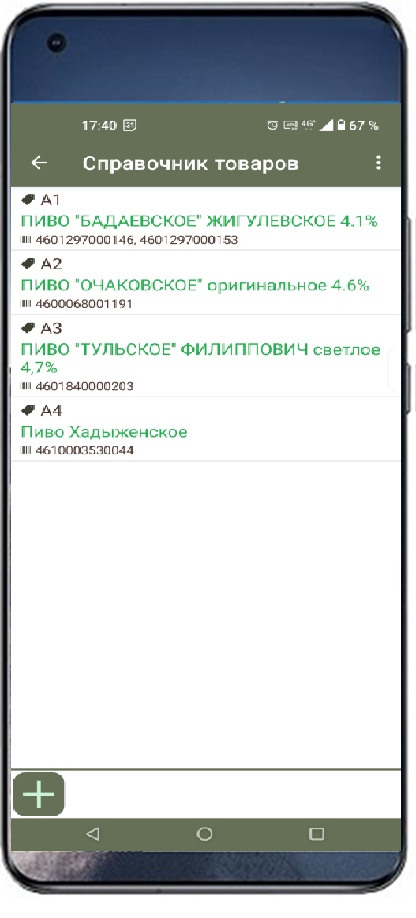 17:40 31 4G+ 67 %
Справочник товаров
A1
ПИВО "БАДАЕВСКОЕ" ЖИГУЛЕВСКОЕ 4.1%
4601297000146, 4601297000153
A2
ПИВО "ОЧАКОВСКОЕ" оригинальное 4.6%
4600068001191
A3
ПИВО "ТУЛЬСКОЕ" ФИЛИППОВИЧ светлое
4,7%
4601840000203
A4
Пиво Хадыженское
4610003530044